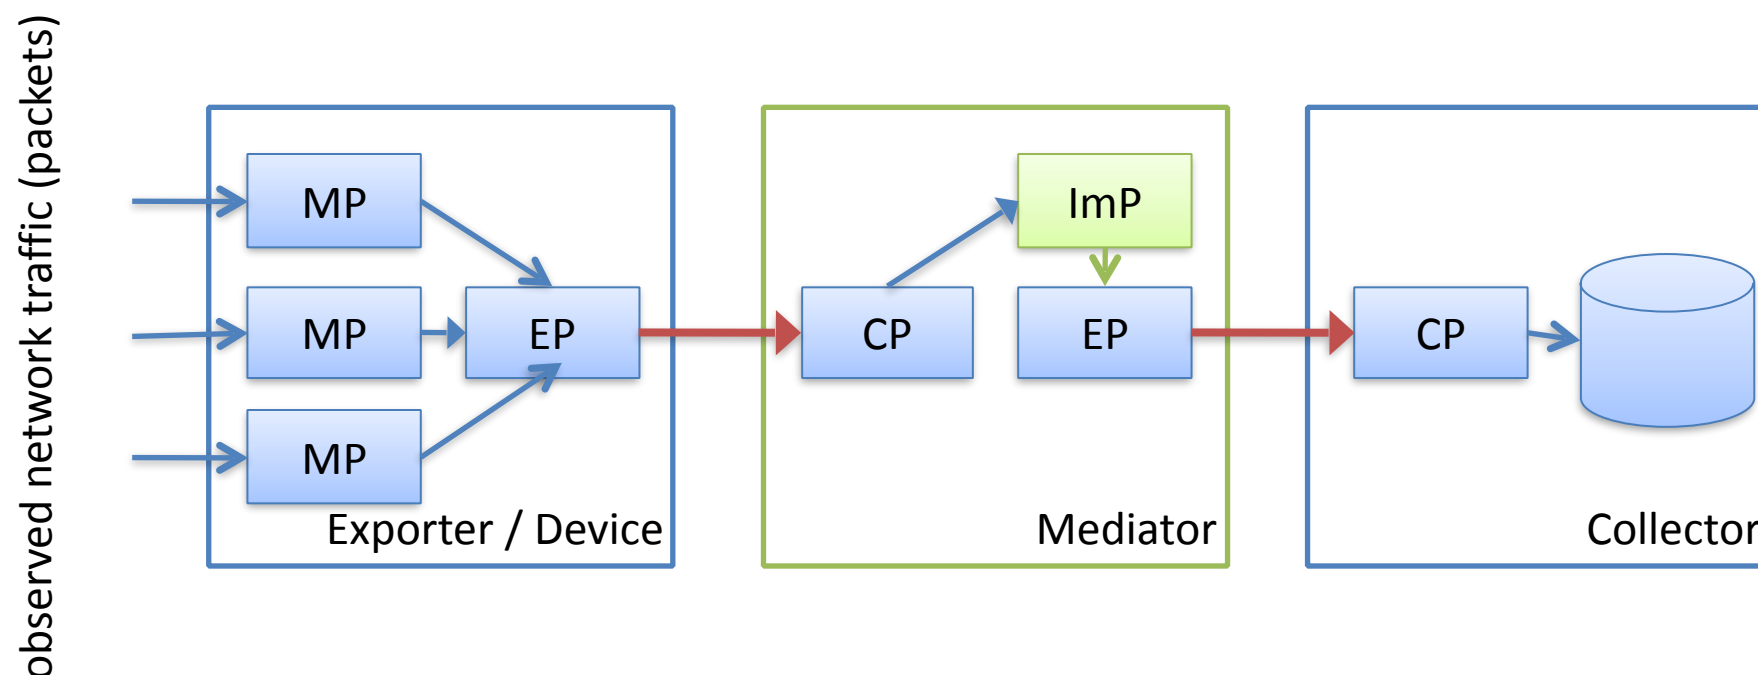 observed network traffic (packets)
MP
ImP
MP
EP
CP
EP
CP
MP
Exporter / Device
Mediator
Collector